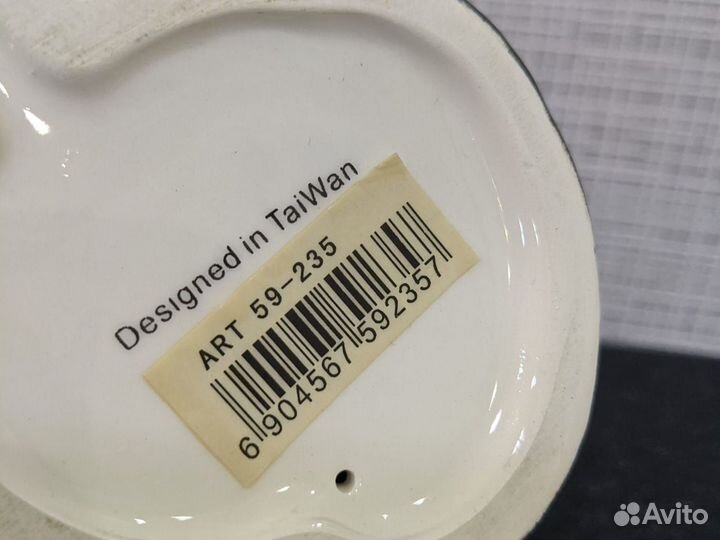 Designed in TaiWan
ART 59-235
6 904567 592357
Avito